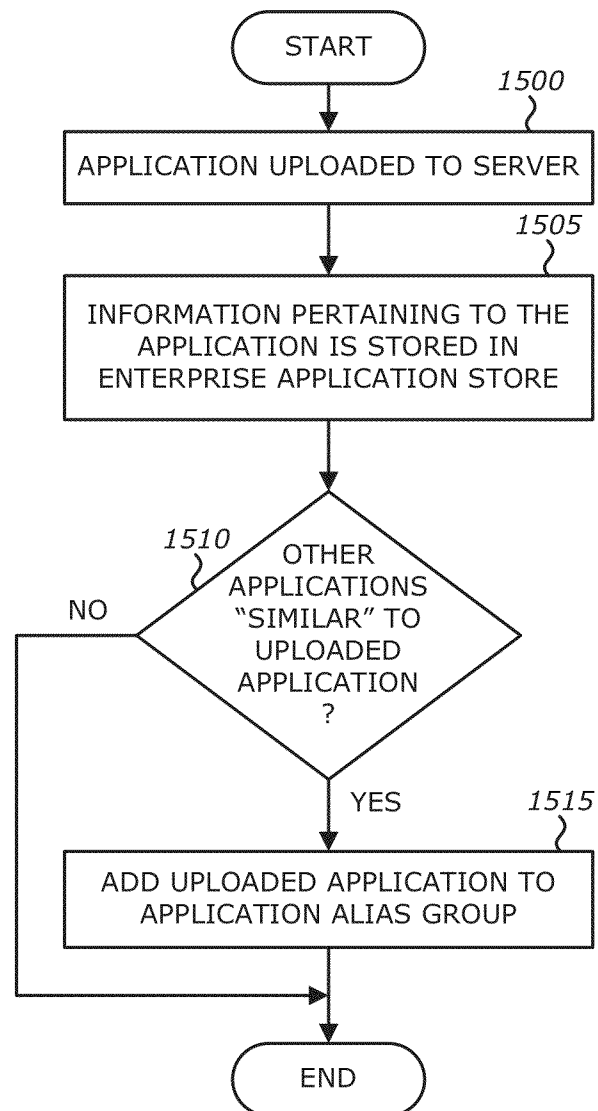 START
1500
APPLICATION UPLOADED TO SERVER
1505
INFORMATION PERTAINING TO THE
APPLICATION IS STORED IN
ENTERPRISE APPLICATION STORE
1510
OTHER
APPLICATIONS
“SIMILAR” TO
UPLOADED
APPLICATION
?
NO
YES
1515
ADD UPLOADED APPLICATION TO
APPLICATION ALIAS GROUP
END